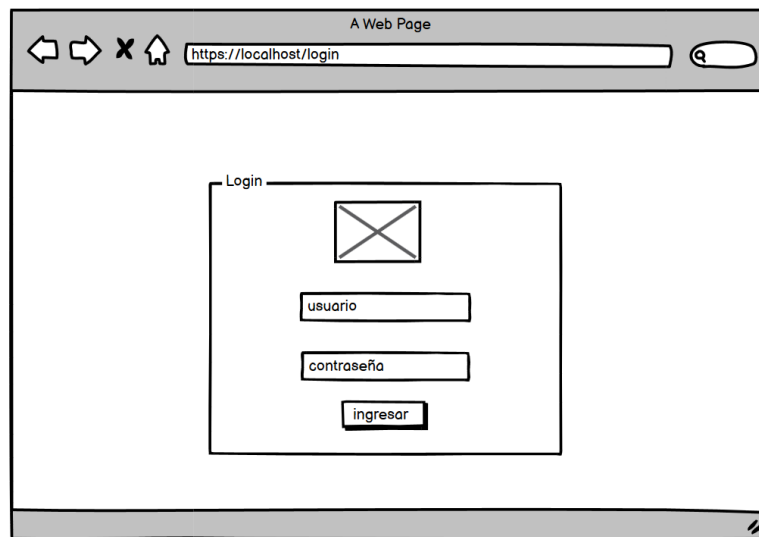 A Web Page
https://localhost/login
Login
usuario
contraseña
ingresar